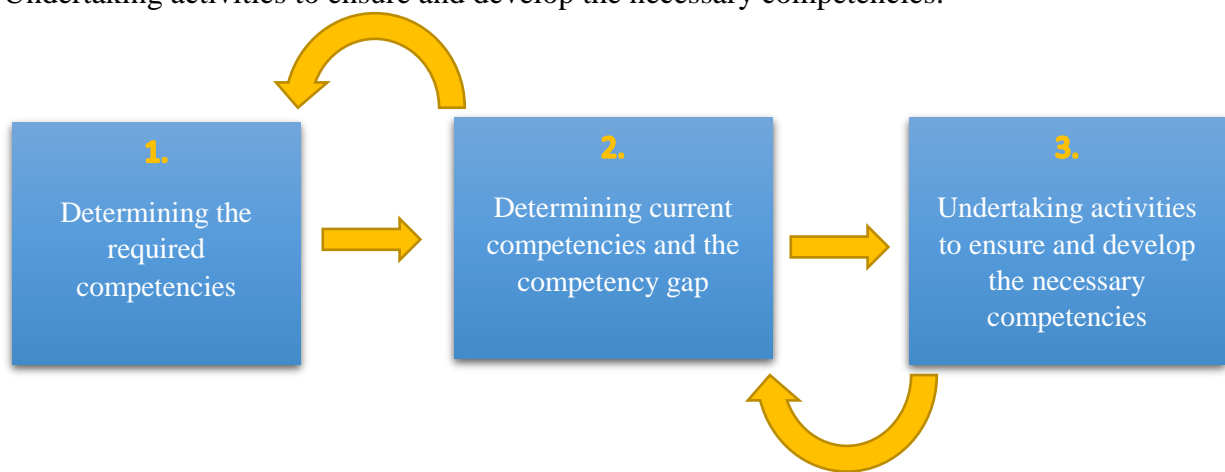 Undertaking activities to ensure and develop the necessary competencies.
1.
Determining the
required
competencies
2.
Determining current
competencies and the
competency gap
3.
Undertaking activities
to ensure and develop
the necessary
competencies